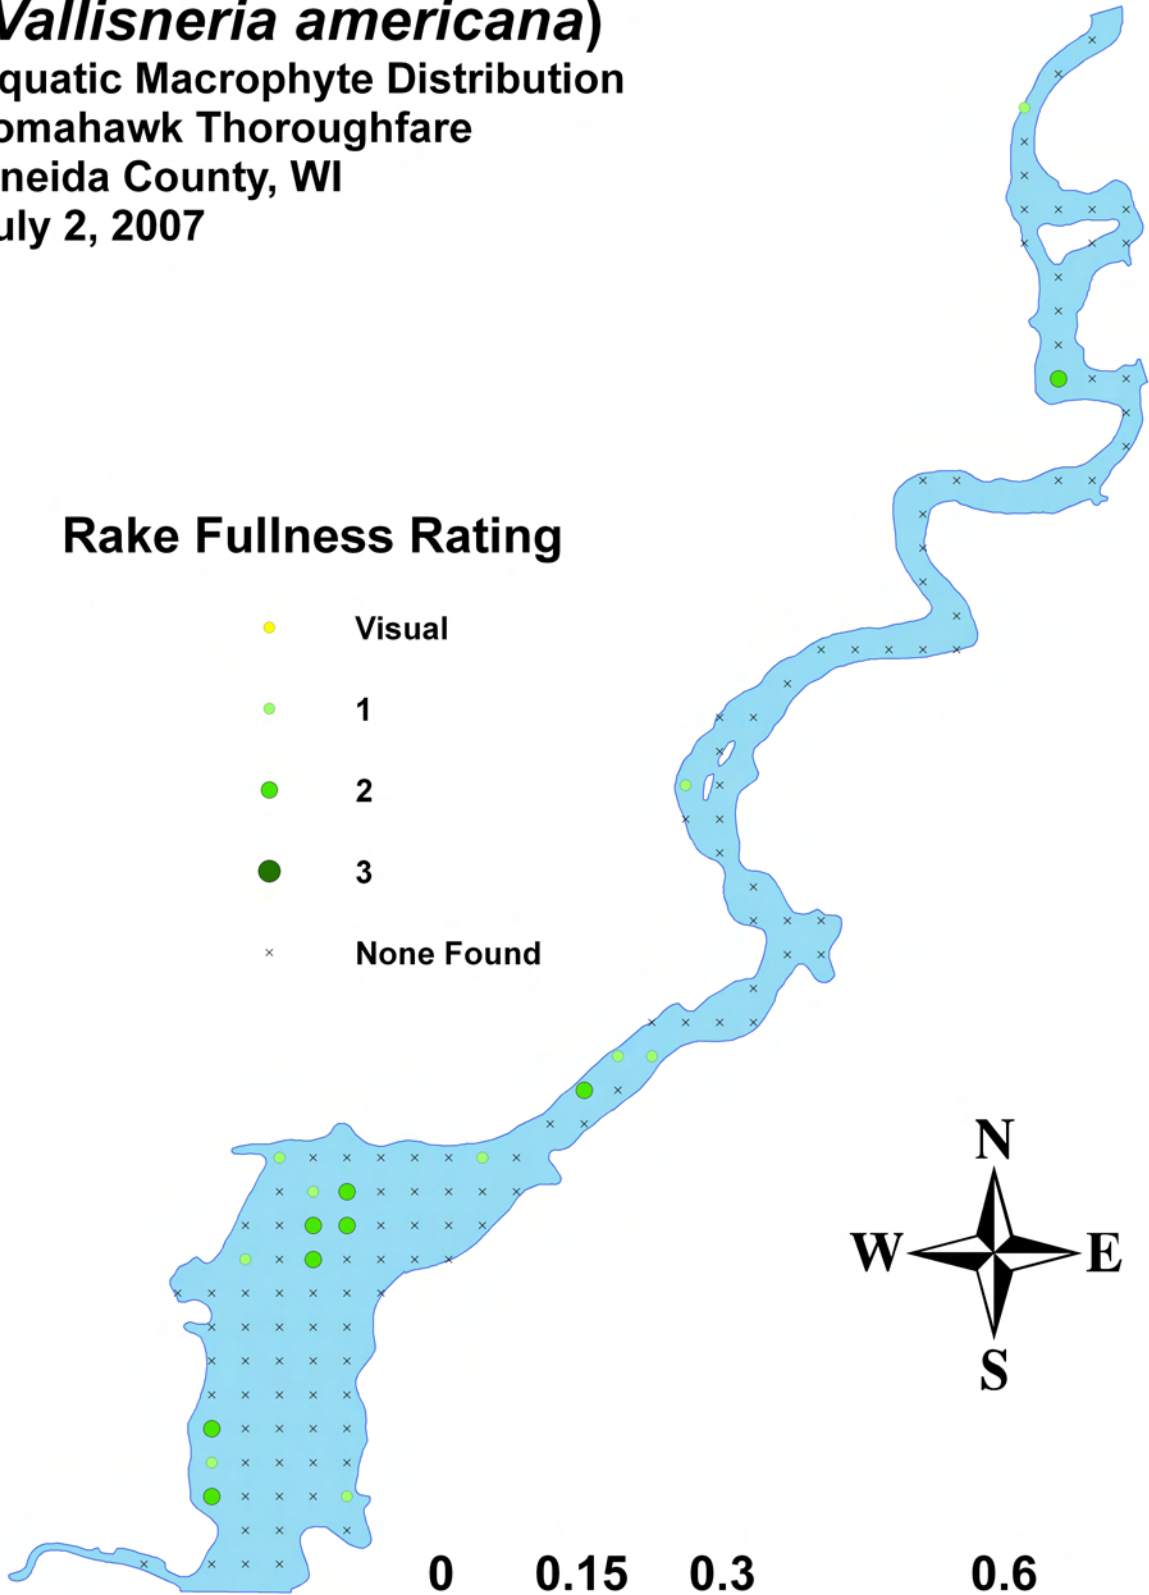 Vallisneria americana)
quatic Macrophyte Distribution
omahawk Thoroughfare
neida County, WI
uly 2, 2007
Rake Fullness Rating
Visual
1
2
3
None Found
N
W E
S
0 0.15 0.3 0.6